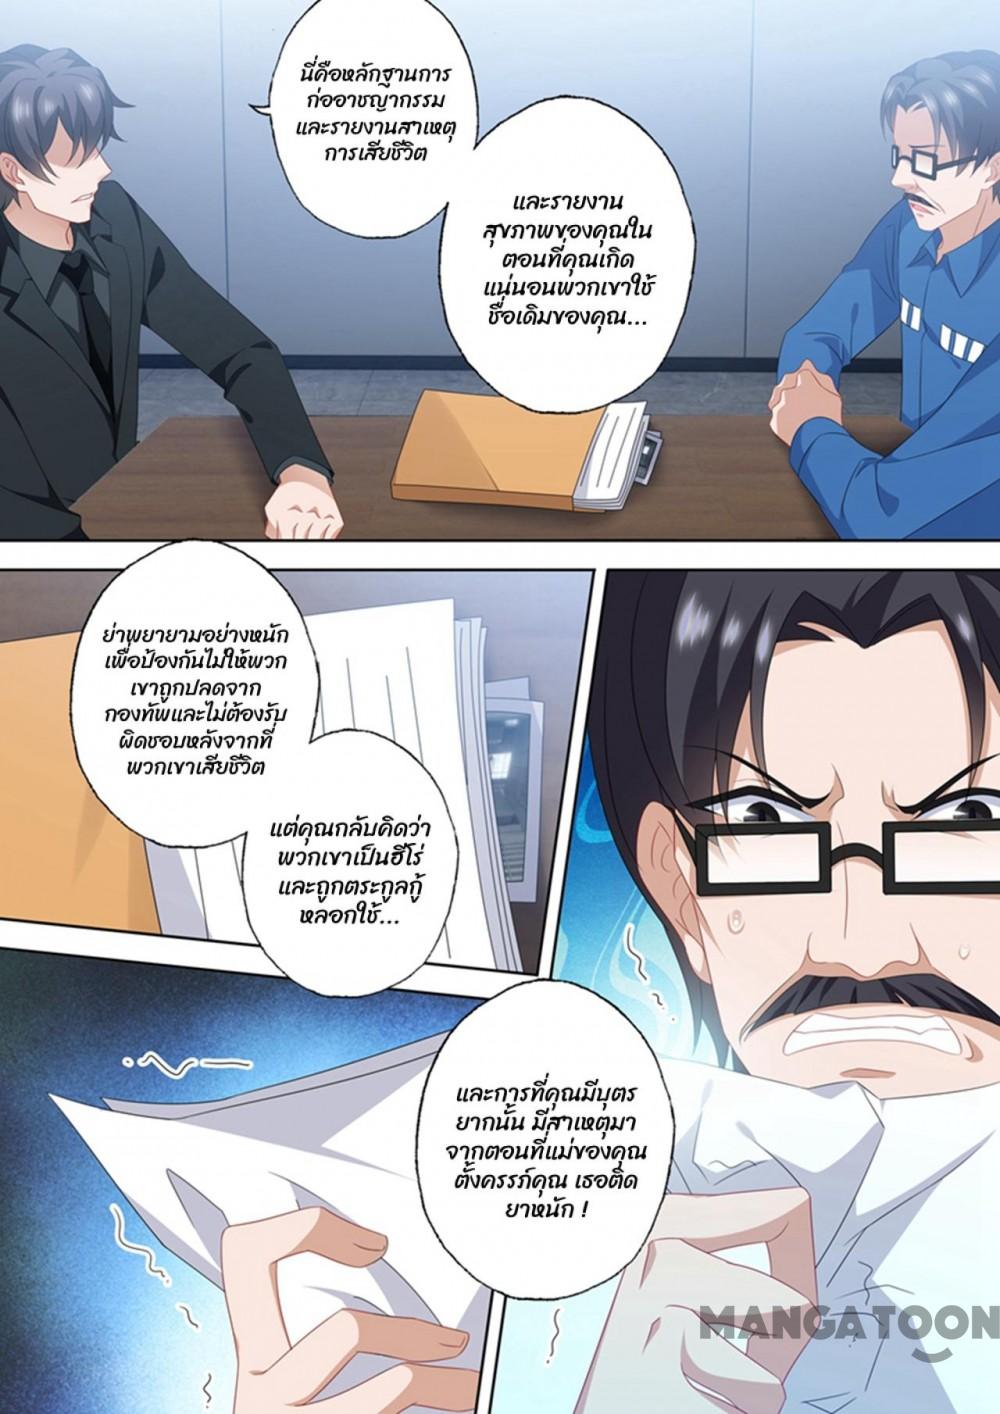 นี่คือหลักฐานการ
ก่ออาชญากรรม
และรายงานสาเหตุ
การเสียชีวิต
และรายงาน
สุขภาพของคุณใน
ตอนที่คุณเกิด
แน่นอนพวกเขาใช้
ชื่อเดิมของคุณ...
ย่าพยายามอย่างหนัก
เพื่อป้องกันไม่ให้พวก
เขาถูกปลดจาก
กองทัพและไม่ต้องรับ
ผิดชอบหลังจากที่
พวกเขาเสียชีวิต
แต่คุณกลับคิดว่า
พวกเขาเป็นฮีโร่
และถูกตระกูลกู้
หลอกใช้...
และการที่คุณมีบุตร
ยากนั้น มีสาเหตุมา
จากตอนที่แม่ของคุณ
ตั้งครรภ์คุณ เธอติด
ยาหนัก !
MANGATOON